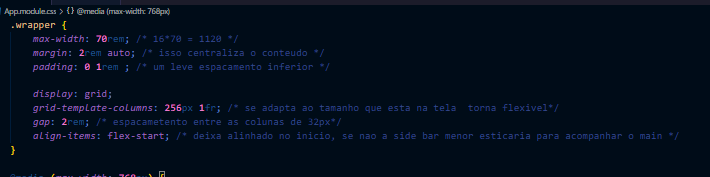 App.module.css > {} @media (max-width: 768px)
.wrapper {
max-width: 70rem; /* 16*70 = 1120 */
margin: 2rem auto; /* isso centraliza o conteudo */
padding: 0 1rem ; /* um leve espacamento inferior */
display: grid;
grid-template-columns: 256px 1fr; /* se adapta ao tamanho que esta na tela torna flexivel*/
gap: 2rem; /* espacametento entre as colunas de 32px*/
align-items: flex-start; /* deixa alinhado no inicio, se nao a side bar menor esticaria para acompanhar o main */
}
@media (max-width: 768px) {